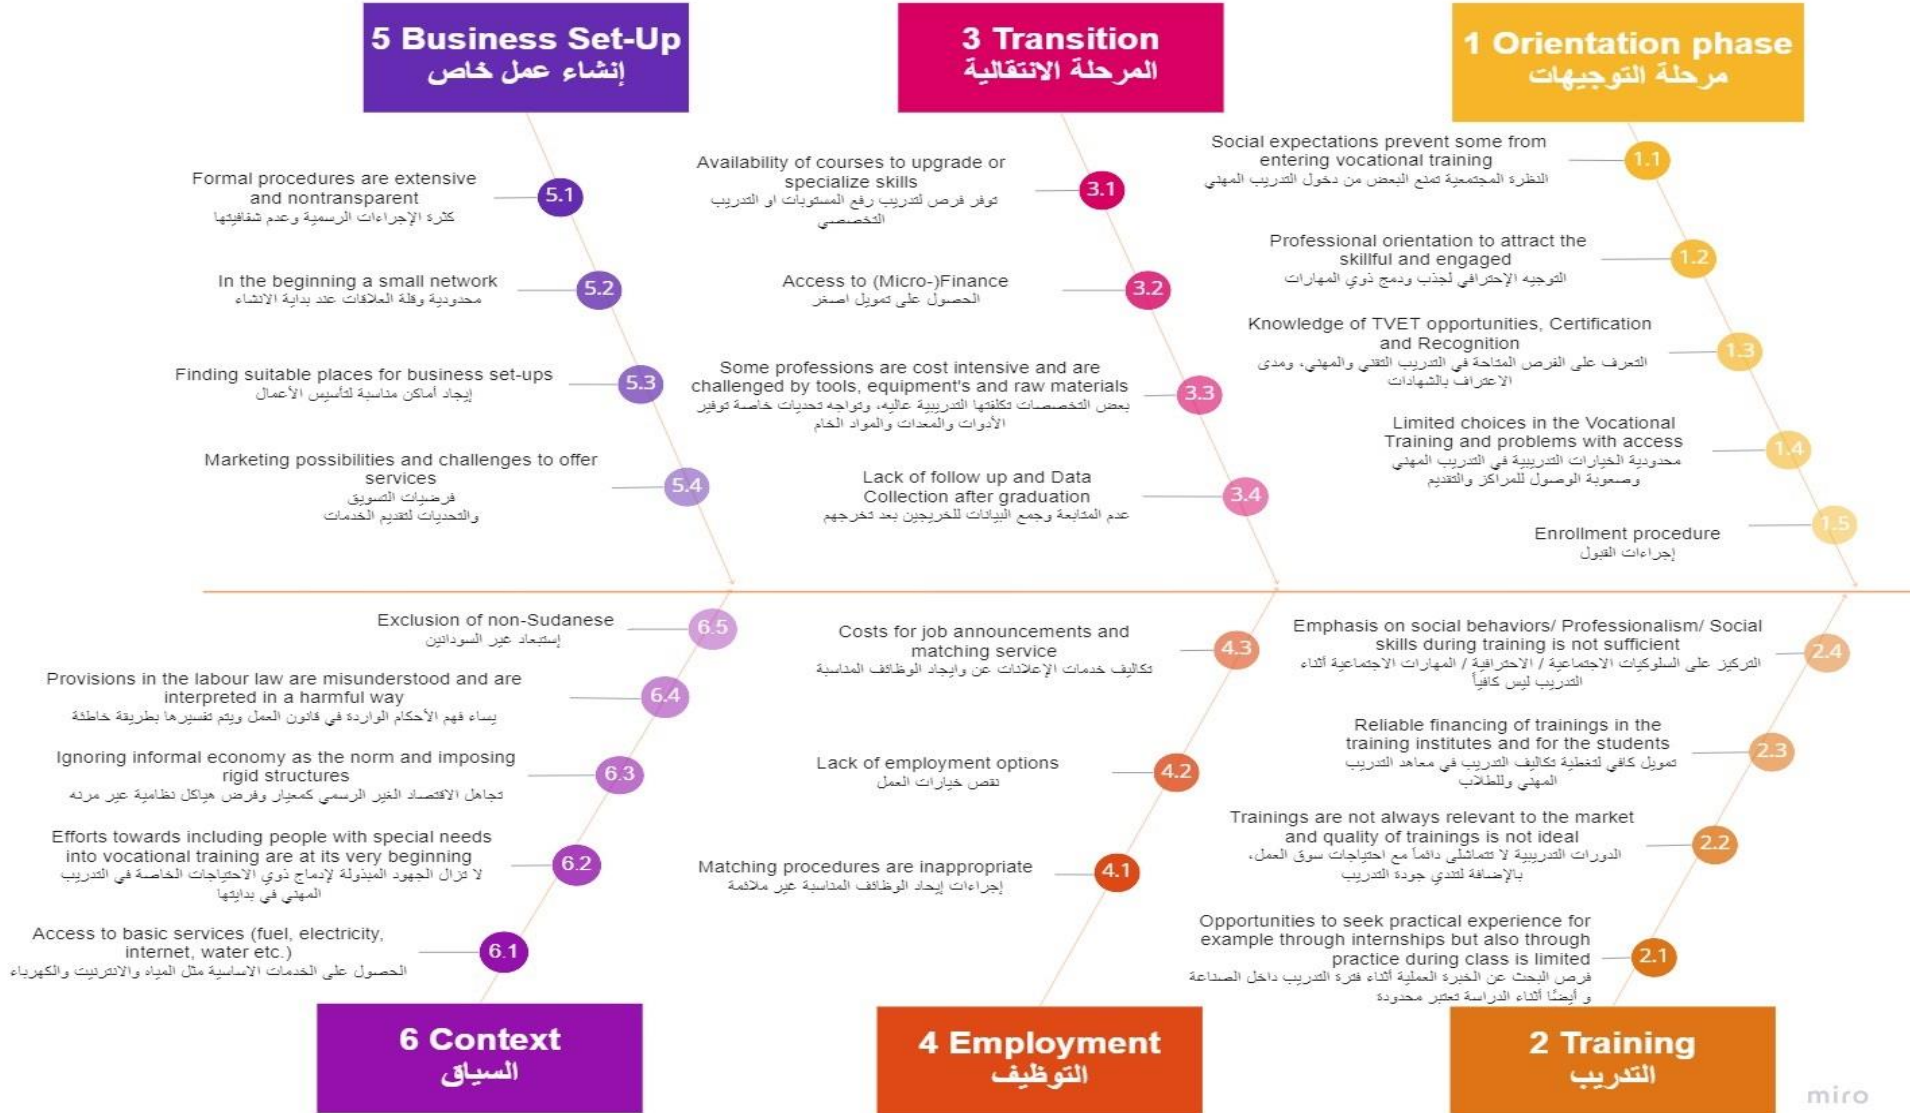 5 Business Set-Up
إنشاء عمل خاص
3 Transition
المرحلة الانتقالية
1 Orientation phase
مرحلة التوجيهات
Formal procedures are extensive
and nontransparent
كثرة الإجراءات الرسمية وعدم شفافيتها
5.1
In the beginning a small network
محدودية وقلة العلاقات عند بداية الانشاء
5.2
Finding suitable places for business set-ups
إيجاد أماكن مناسبة لتأسيس الأعمال
5.3
Marketing possibilities and challenges to offer
services
فرضيات التسويق
والتحديات لتقديم الخدمات
5.4
Availability of courses to upgrade or
specialize skills
توفر فرص لتدريب رفع المستويات او التدريب
التخصصي
3.1
Access to (Micro-)Finance
الحصول على تمويل اصغر
3.2
Some professions are cost intensive and are
challenged by tools, equipment's and raw materials
بعض التخصصات تكلفتها التدريبية عاليه، وتواجه تحديات خاصة توفير
الأدوات والمعدات والمواد الخام
3.3
Lack of follow up and Data
Collection after graduation
عدم المتابعة وجمع البيانات للخريجين بعد تخرجهم
3.4
Social expectations prevent some from
entering vocational training
النظرة المجتمعية تمنع البعض من دخول التدريب المهني
1.1
Professional orientation to attract the
skillful and engaged
التوجيه الإحترافي لجذب ودمج ذوي المهارات
1.2
Knowledge of TVET opportunities, Certification
and Recognition
التعرف على الفرص المتاحة في التدريب التقني والمهني، ومدى
الاعتراف بالشهادات
1.3
Limited choices in the Vocational
Training and problems with access
محدودية الخيارات التدريبية في التدريب المهني
وصعوبة الوصول للمراكز والتقديم
1.4
Enrollment procedure
إجراءات القبول
1.5
Exclusion of non-Sudanese
إستبعاد غير السودانين
6.5
Provisions in the labour law are misunderstood and are
interpreted in a harmful way
يساء فهم الأحكام الواردة في قانون العمل ويتم تفسيرها بطريقة خاطئة
6.4
Ignoring informal economy as the norm and imposing
rigid structures
تجاهل الاقتصاد الغير الرسمي كمعيار وفرض هياكل نظامية غير مرنه
6.3
Efforts towards including people with special needs
into vocational training are at its very beginning
لا تزال الجهود المبذولة لإدماج ذوي الاحتياجات الخاصة في التدريب
المهني في بدايتها
6.2
Access to basic services (fuel, electricity,
internet, water etc.)
الحصول على الخدمات الاساسية مثل المياه والانترنيت والكهرباء
6.1
Costs for job announcements and
matching service
تكاليف خدمات الإعلانات عن وايجاد الوظائف المناسبة
4.3
Lack of employment options
نقص خيارات العمل
4.2
Matching procedures are inappropriate
إجراءات إيجاد الوظائف المناسبة غير ملائمة
4.1
Emphasis on social behaviors/ Professionalism/ Social
skills during training is not sufficient
التركيز على السلوكيات الاجتماعية / الاحترافية / المهارات الاجتماعية أثناء
التدريب ليس كافياً
2.4
Reliable financing of trainings in the
training institutes and for the students
تمويل كافي لتغطية تكاليف التدريب في معاهد التدريب
المهني وللطلاب
2.3
Trainings are not always relevant to the market
and quality of trainings is not ideal
الدورات التدريبية لا تتماشلى دائماً مع احتياجات سوق العمل،
بالإضافة لتندي جودة التدريب
2.2
Opportunities to seek practical experience for
example through internships but also through
practice during class is limited
فرص البحث عن الخبرة العملية أثناء فترة التدريب داخل الصناعة
و أيضًا أثناء الدراسة تعتبر محدودة
2.1
6 Context
السياق
4 Employment
التوظيف
2 Training
التدريب
miro